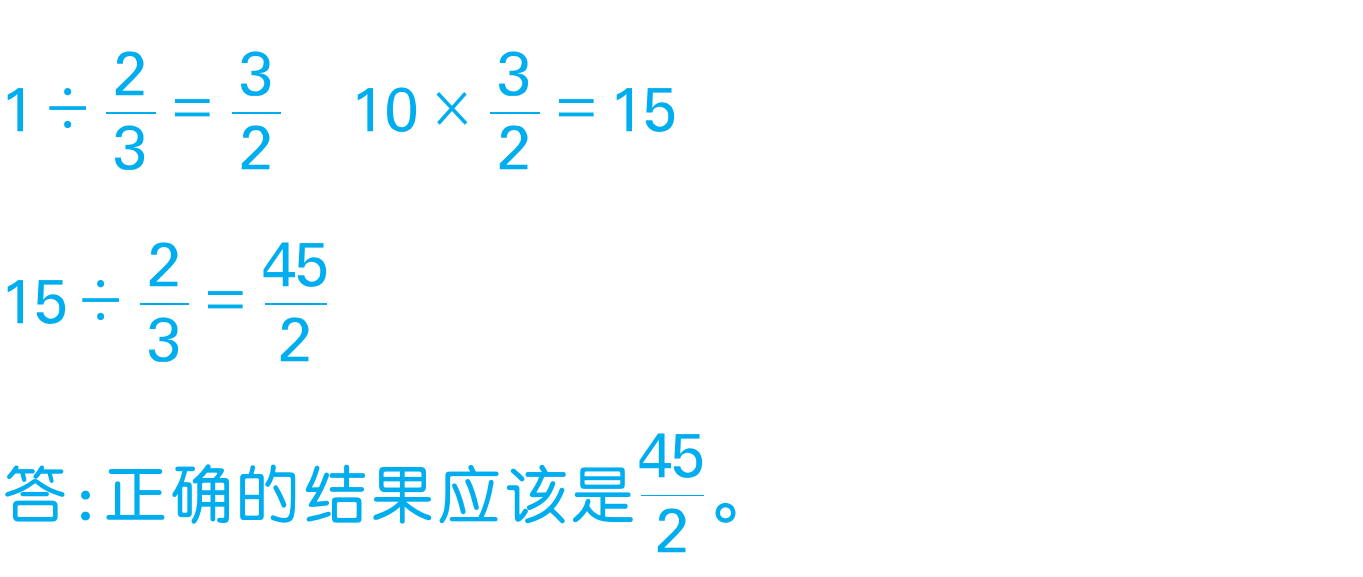 1 ÷ 2/3 = 3/2 10 × 3/2 = 15
15 ÷ 2/3 = 45/2
答:正确的结果应该是45/2。